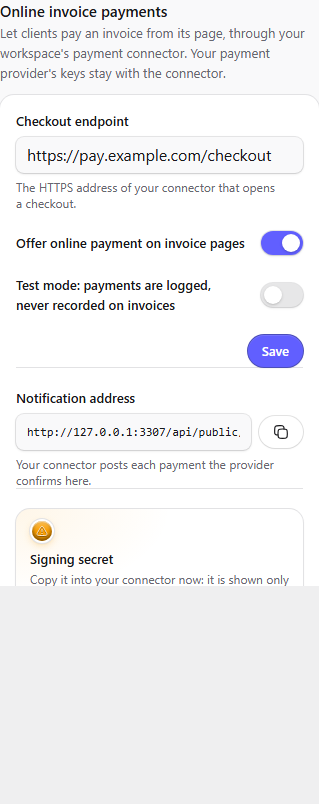 Online invoice payments
Let clients pay an invoice from its page, through your
workspace's payment connector. Your payment
provider's keys stay with the connector.
Checkout endpoint
https://pay.example.com/checkout
The HTTPS address of your connector that opens
a checkout.
Offer online payment on invoice pages
Test mode: payments are logged,
never recorded on invoices
Save
Notification address
http://127.0.0.1:3307/api/public,
Your connector posts each payment the provider
confirms here.
Signing secret
Copy it into your connector now: it is shown only